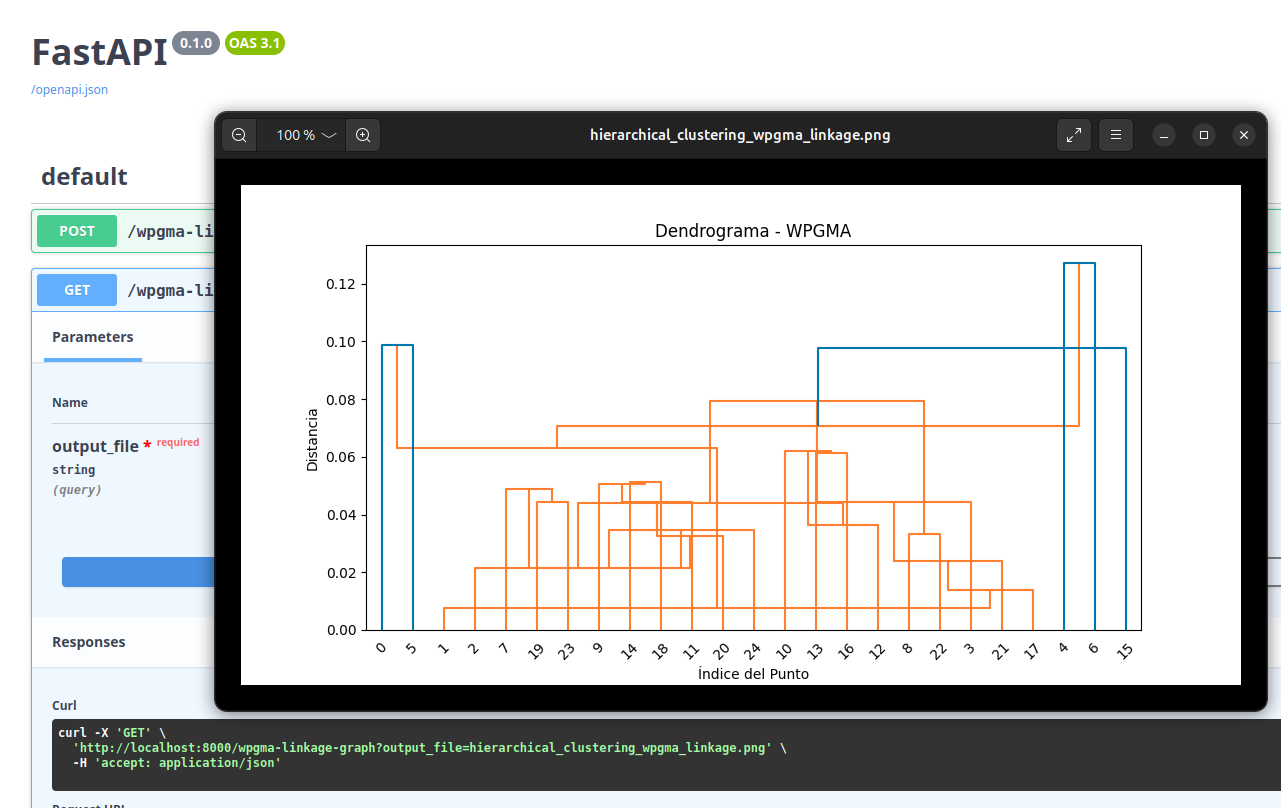 FastAPI 0.1.0 OAS 3.1
/openapi.json
100 %
hierarchical_clustering_wpgma_linkage.png
default
POST /wpgma-li
GET /wpgma-li
Parameters
Name
output_file * required
string
(query)
Dendrograma - WPGMA
Distancia
0.12
0.10
0.08
0.06
0.04
0.02
0.00
0 5 1 2 7 19 23 9 14 18 11 20 24 10 13 16 12 8 22 3 21 17 4 6 15
Índice del Punto
Responses
Curl
curl -X 'GET' \
'http://localhost:8000/wpgma-linkage-graph?output_file=hierarchical_clustering_wpgma_linkage.png' \
-H 'accept: application/json'